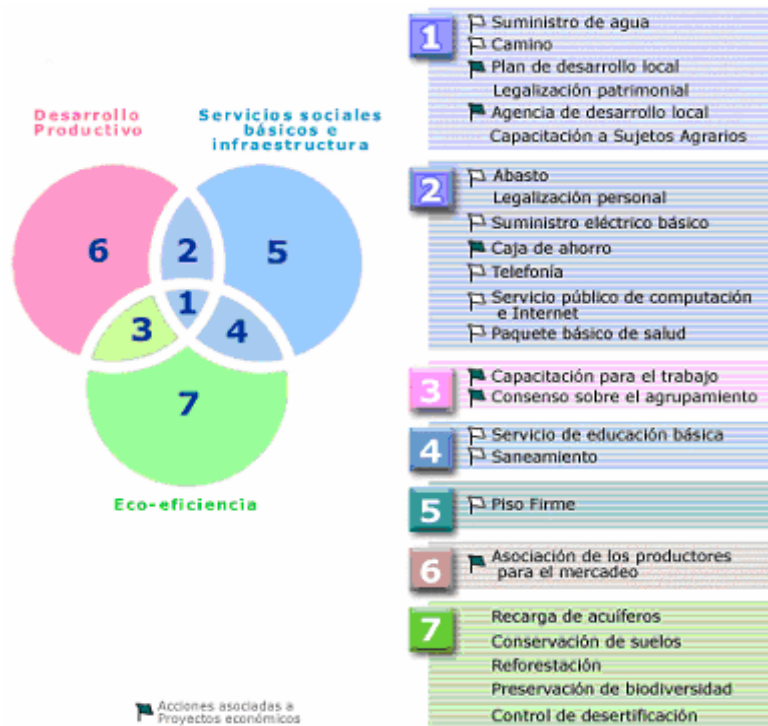 Desarrollo
Productivo
Servicios sociales
básicos e
infraestructura
6
2
5
1
3
4
7
Eco-eficiencia
Acciones asociadas a
Proyectos económicos
1
Suministro de agua
Camino
Plan de desarrollo local
Legalización patrimonial
Agencia de desarrollo local
Capacitación a Sujetos Agrarios
2
Abasto
Legalización personal
Suministro eléctrico básico
Caja de ahorro
Telefonía
Servicio público de computación
e Internet
Paquete básico de salud
3
Capacitación para el trabajo
Consenso sobre el agrupamiento
4
Servicio de educación básica
Saneamiento
5
Piso Firme
6
Asociación de los productores
para el mercadeo
7
Recarga de acuíferos
Conservación de suelos
Reforestación
Preservación de biodiversidad
Control de desertificación